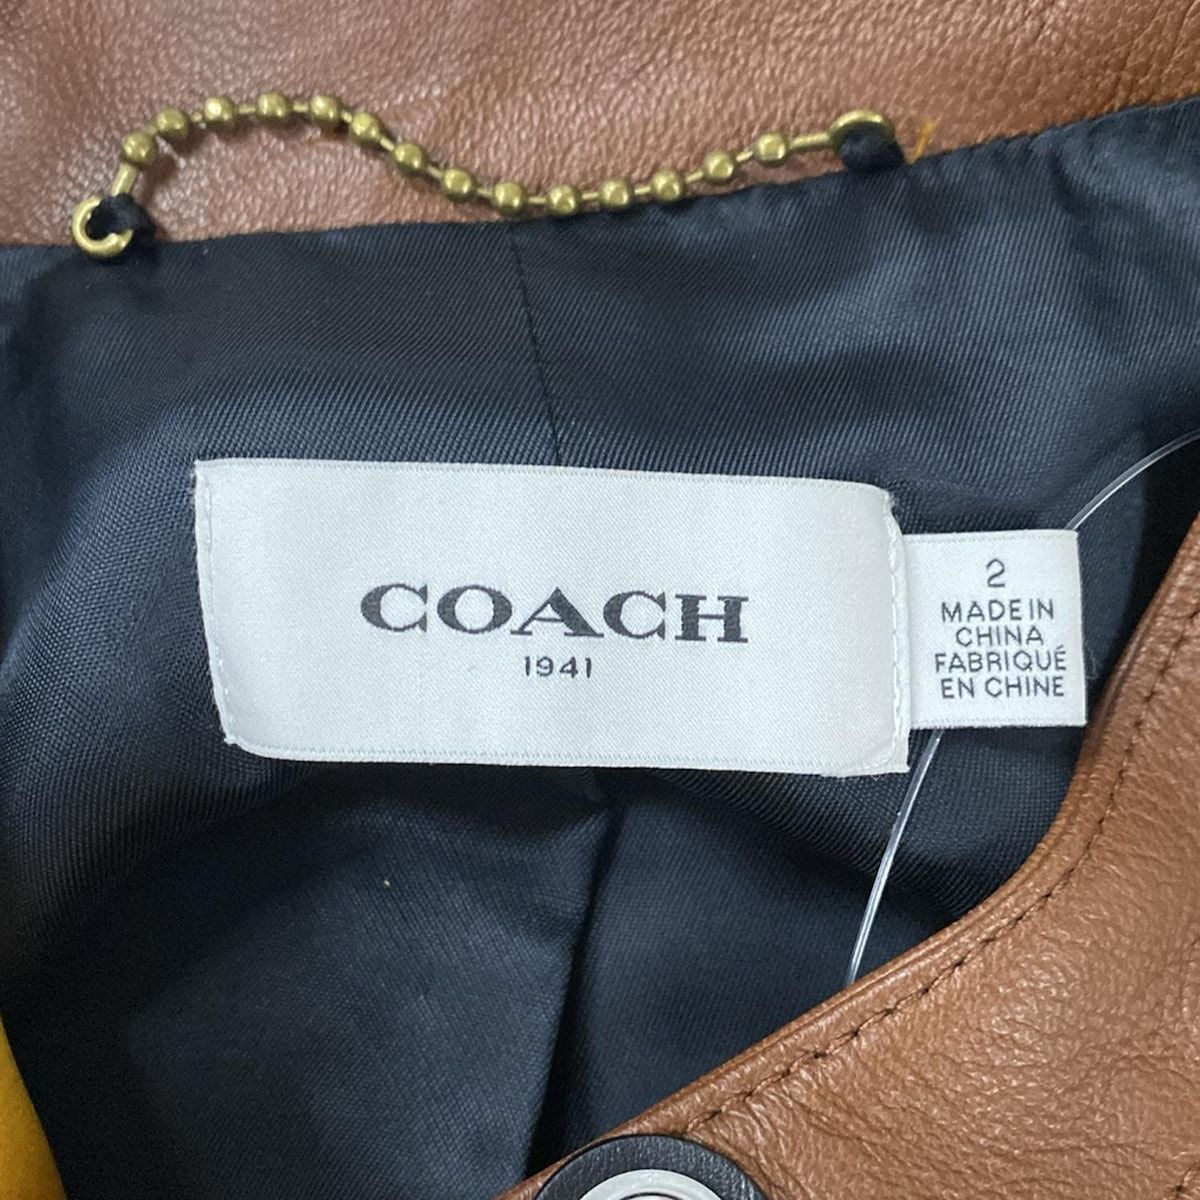 COACH
1941
2
MADE IN
CHINA
FABRIQUÉ
EN CHINE